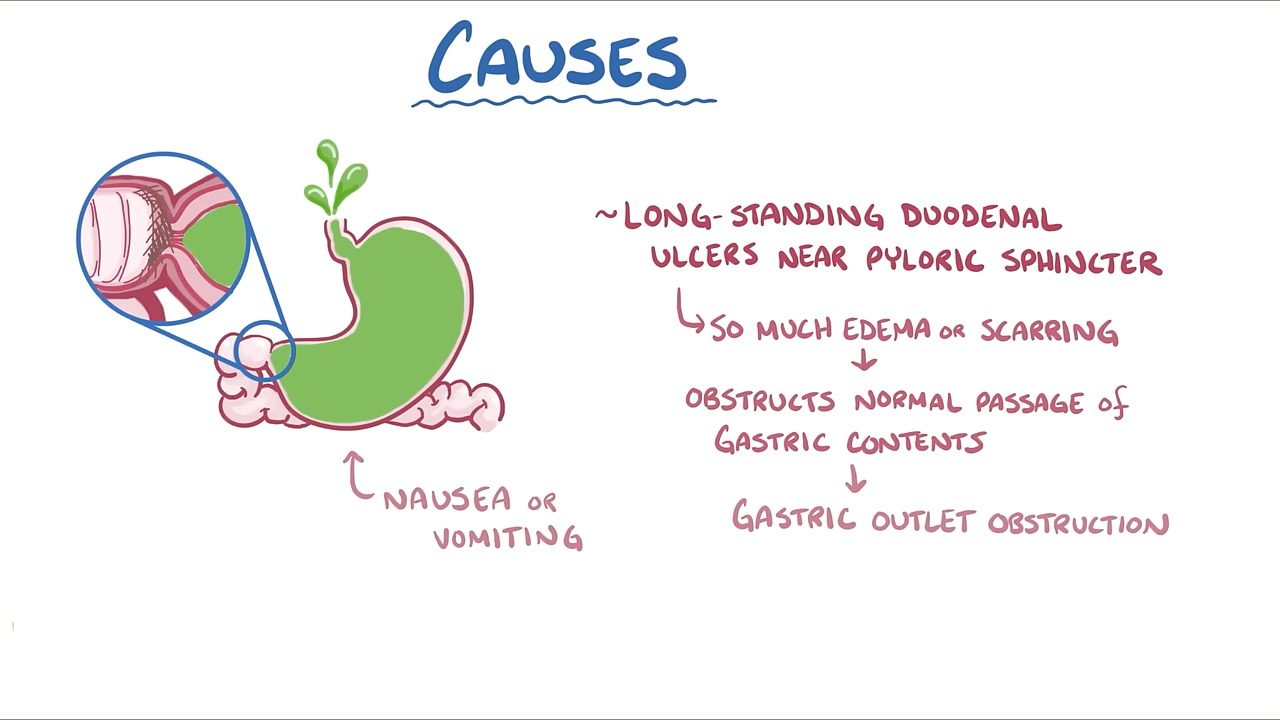 CAUSES
~LONG-STANDING DUODENAL
ULCERS NEAR PYLORIC SPHINCTER
SO MUCH EDEMA OR SCARRING
OBSTRUCTS NORMAL PASSAGE of
GASTRIC CONTENTS
GASTRIC OUTLET OBSTRUCTION
NAUSEA OR
VOMITING